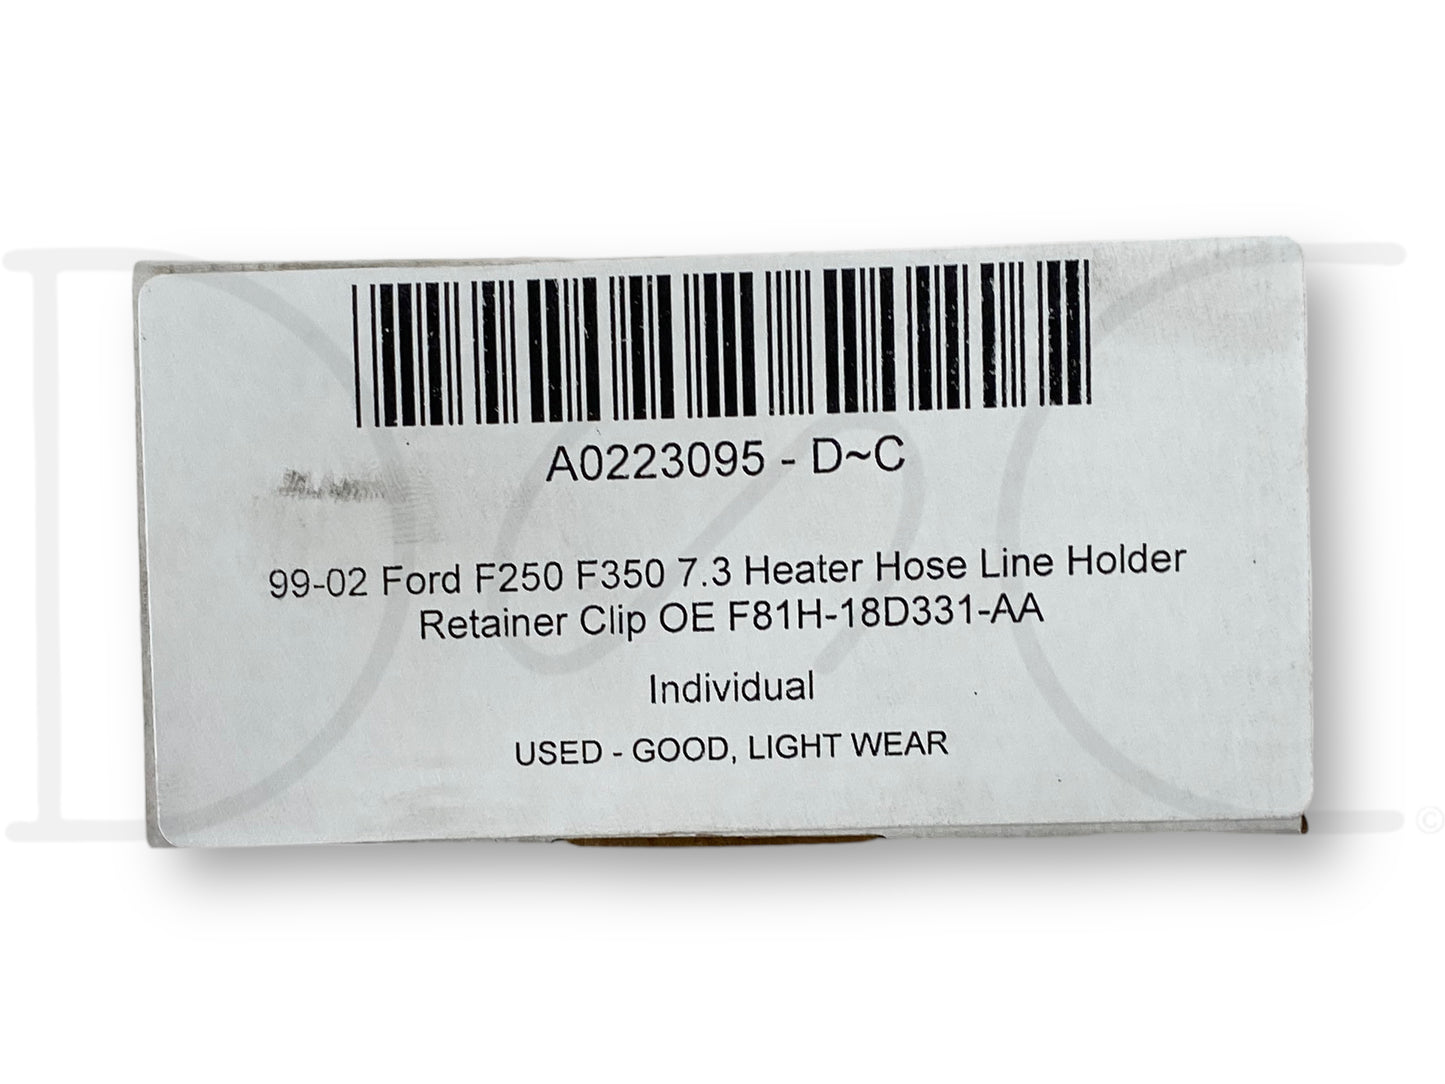 A0223095 - D~C
99-02 Ford F250 F350 7.3 Heater Hose Line Holder
Retainer Clip OE F81H-18D331-AA
Individual
USED - GOOD, LIGHT WEAR
D C
©